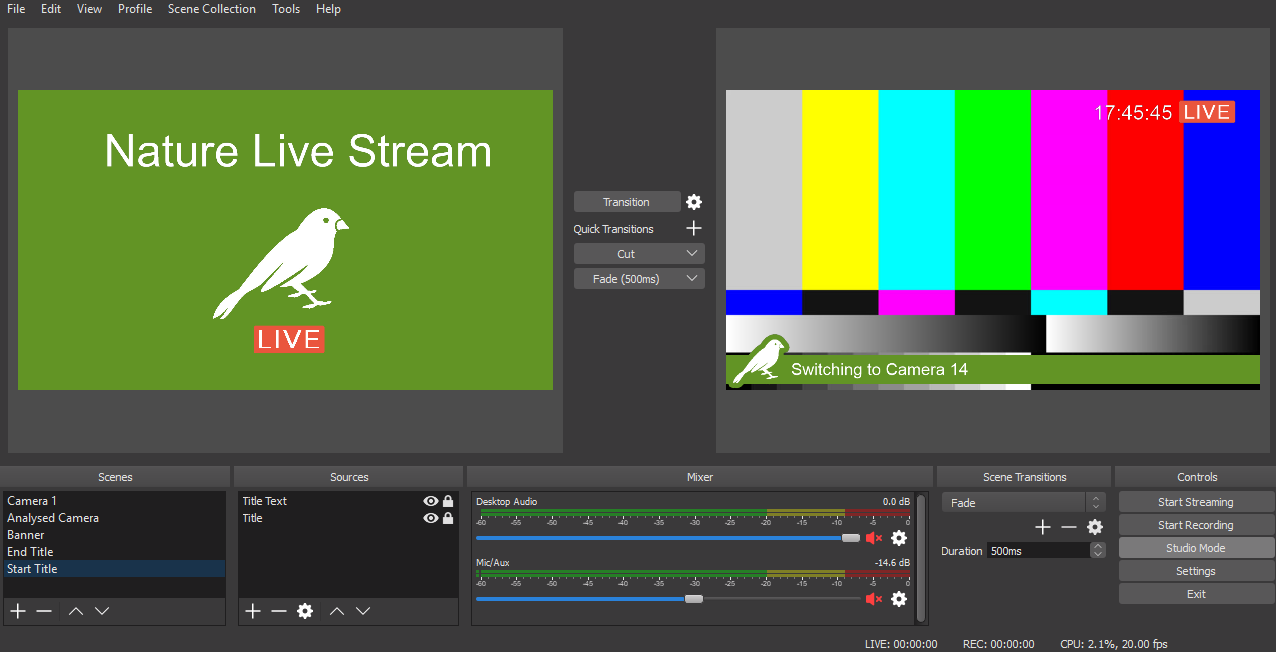 File Edit View Profile Scene Collection Tools Help
Nature Live Stream
LIVE
Transition
Quick Transitions
Cut
Fade (500ms)
17:45:45 LIVE
Switching to Camera 14
Scenes
Camera 1
Analysed Camera
Banner
End Title
Start Title
Sources
Title Text
Title
Mixer
Desktop Audio 0.0 dB
-60 -55 -50 -45 -40 -35 -30 -25 -20 -15 -10 -5 0
Mic/Aux -14.6 dB
-60 -55 -50 -45 -40 -35 -30 -25 -20 -15 -10 -5 0
Scene Transitions
Fade
Duration 500ms
Controls
Start Streaming
Start Recording
Studio Mode
Settings
Exit
LIVE: 00:00:00 REC: 00:00:00 CPU: 2.1%, 20.00 fps